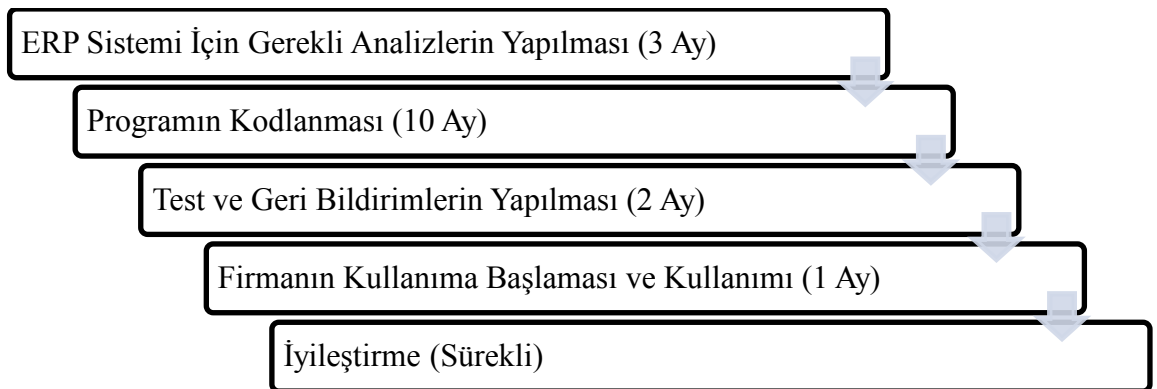 ERP Sistemi İçin Gerekli Analizlerin Yapılması (3 Ay)
Programın Kodlanması (10 Ay)
Test ve Geri Bildirimlerin Yapılması (2 Ay)
Firmanın Kullanıma Başlaması ve Kullanımı (1 Ay)
İyileştirme (Sürekli)